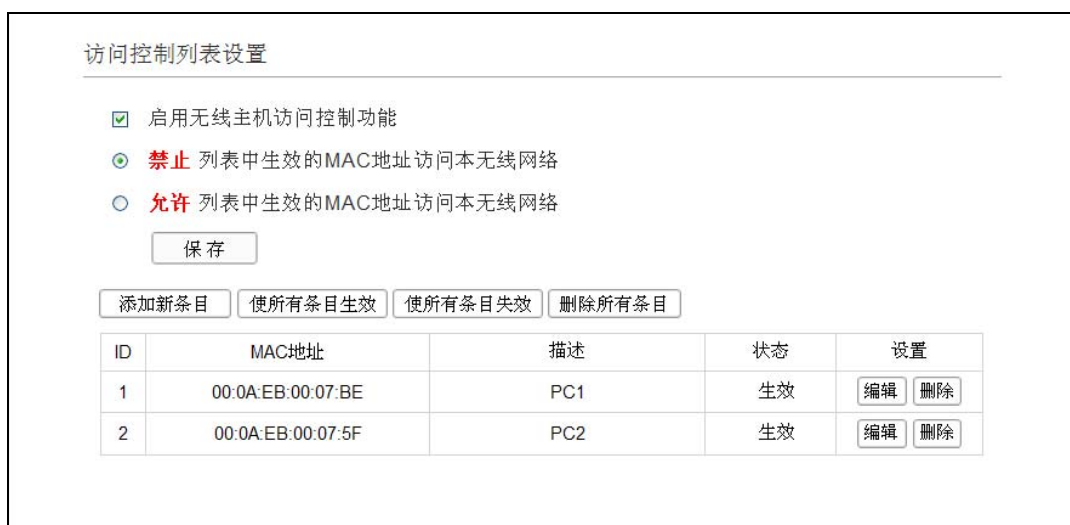 访问控制列表设置
启用无线主机访问控制功能
禁止 列表中生效的MAC地址访问本无线网络
允许 列表中生效的MAC地址访问本无线网络
保存
添加新条目 使所有条目生效 使所有条目失效 删除所有条目
ID MAC地址 描述 状态 设置
1 00:0A:EB:00:07:BE PC1 生效 编辑 删除
2 00:0A:EB:00:07:5F PC2 生效 编辑 删除